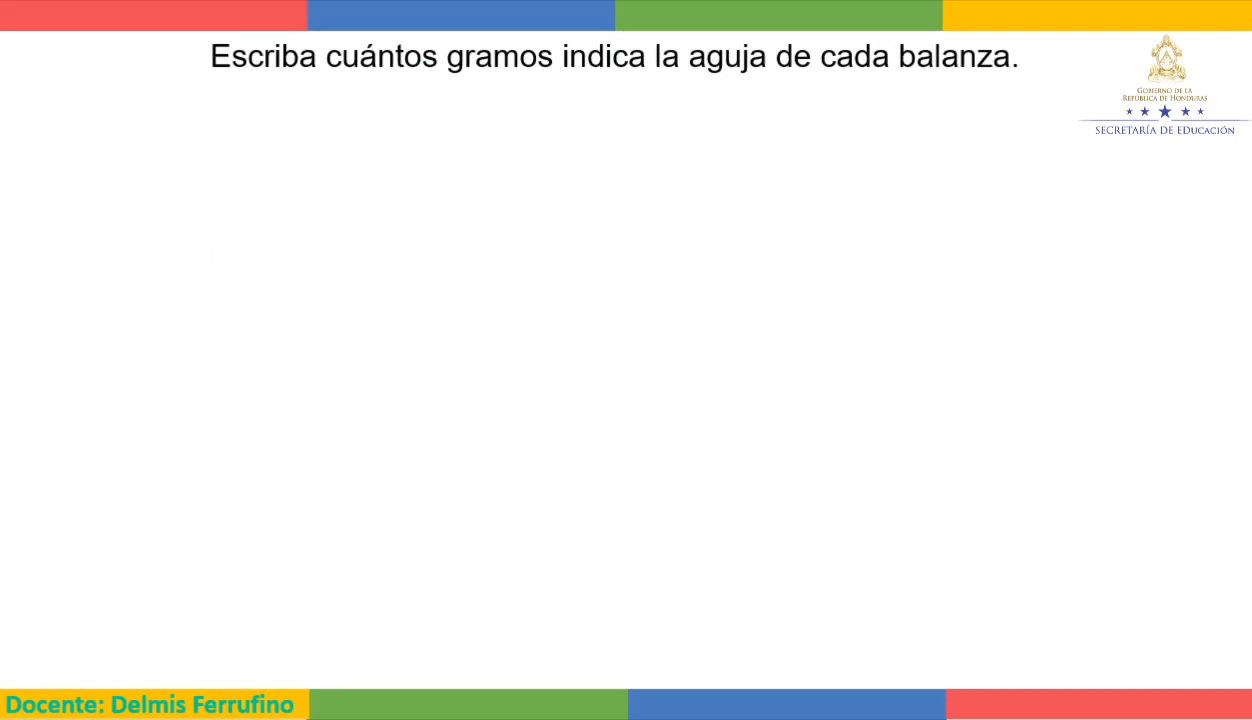 Escriba cuántos gramos indica la aguja de cada balanza.
GOBIERNO DE LA
REPÚBLICA DE HONDURAS
SECRETARÍA DE EDUCACIÓN
Docente: Delmis Ferrufino